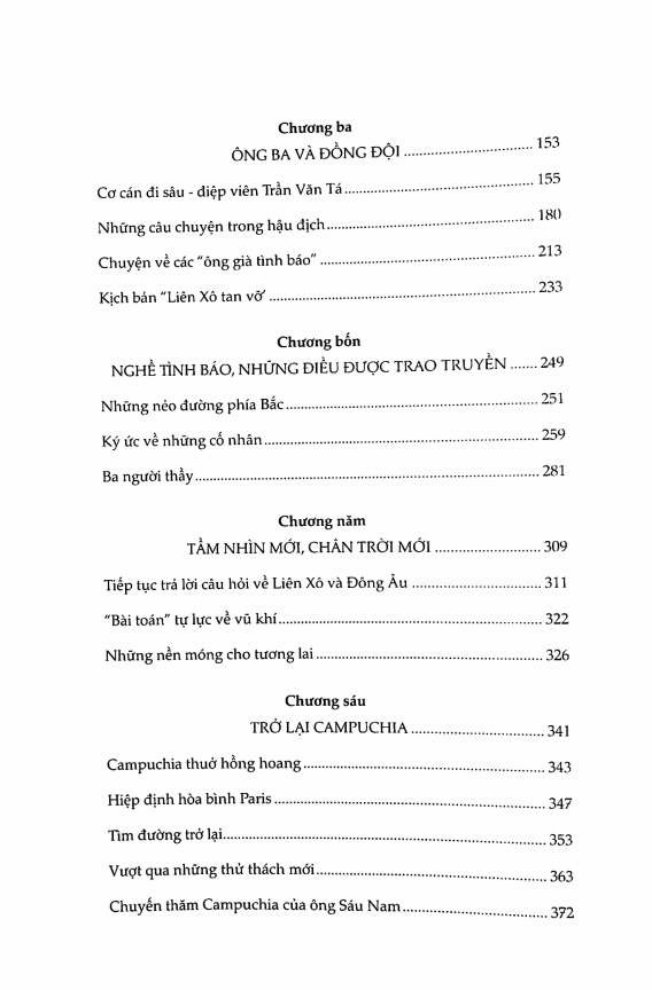 Chương ba
ÔNG BA VÀ ĐỒNG ĐỘI ........ 153
Cơ cán đi sâu - điệp viên Trần Văn Tá ........ 155
Những câu chuyện trong hậu địch ........ 180
Chuyện về các “ông già tình báo” ........ 213
Kịch bản “Liên Xô tan vỡ’ ........ 233
Chương bốn
NGHỀ TÌNH BÁO, NHỮNG ĐIỀU ĐƯỢC TRAO TRUYỀN ....... 249
Những nẻo đường phía Bắc ........ 251
Ký ức về những cố nhân ........ 259
Ba người thầy ........ 281
Chương năm
TẦM NHÌN MỚI, CHÂN TRỜI MỚI ........ 309
Tiếp tục trả lời câu hỏi về Liên Xô và Đông Âu ........ 311
“Bài toán” tự lực về vũ khí ........ 322
Những nền móng cho tương lai ........ 326
Chương sáu
TRỞ LẠI CAMPUCHIA ........ 341
Campuchia thuở hồng hoang ........ 343
Hiệp định hòa bình Paris ........ 347
Tìm đường trở lại ........ 353
Vượt qua những thử thách mới ........ 363
Chuyến thăm Campuchia của ông Sáu Nam ........ 372